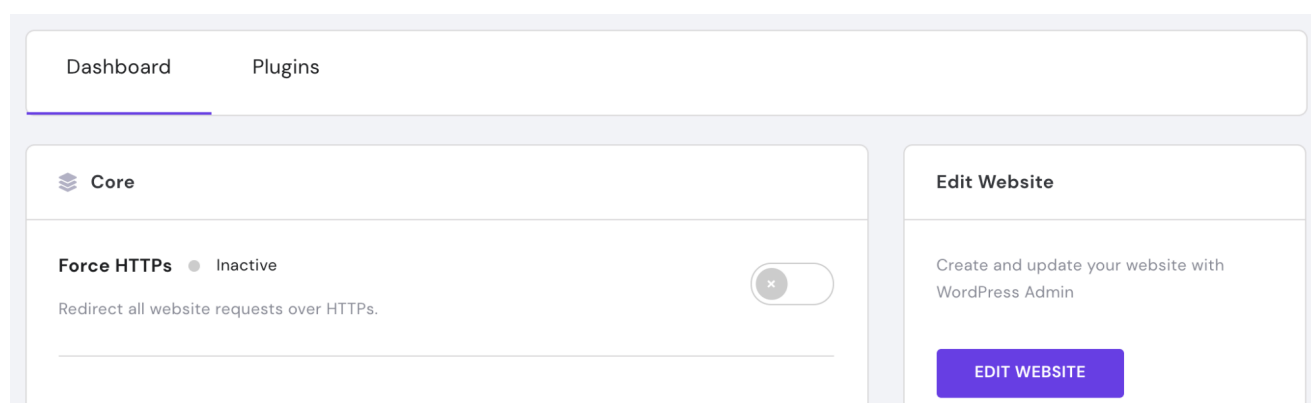 Dashboard Plugins
Core
Force HTTPs Inactive
Redirect all website requests over HTTPs.
Edit Website
Create and update your website with
WordPress Admin
EDIT WEBSITE